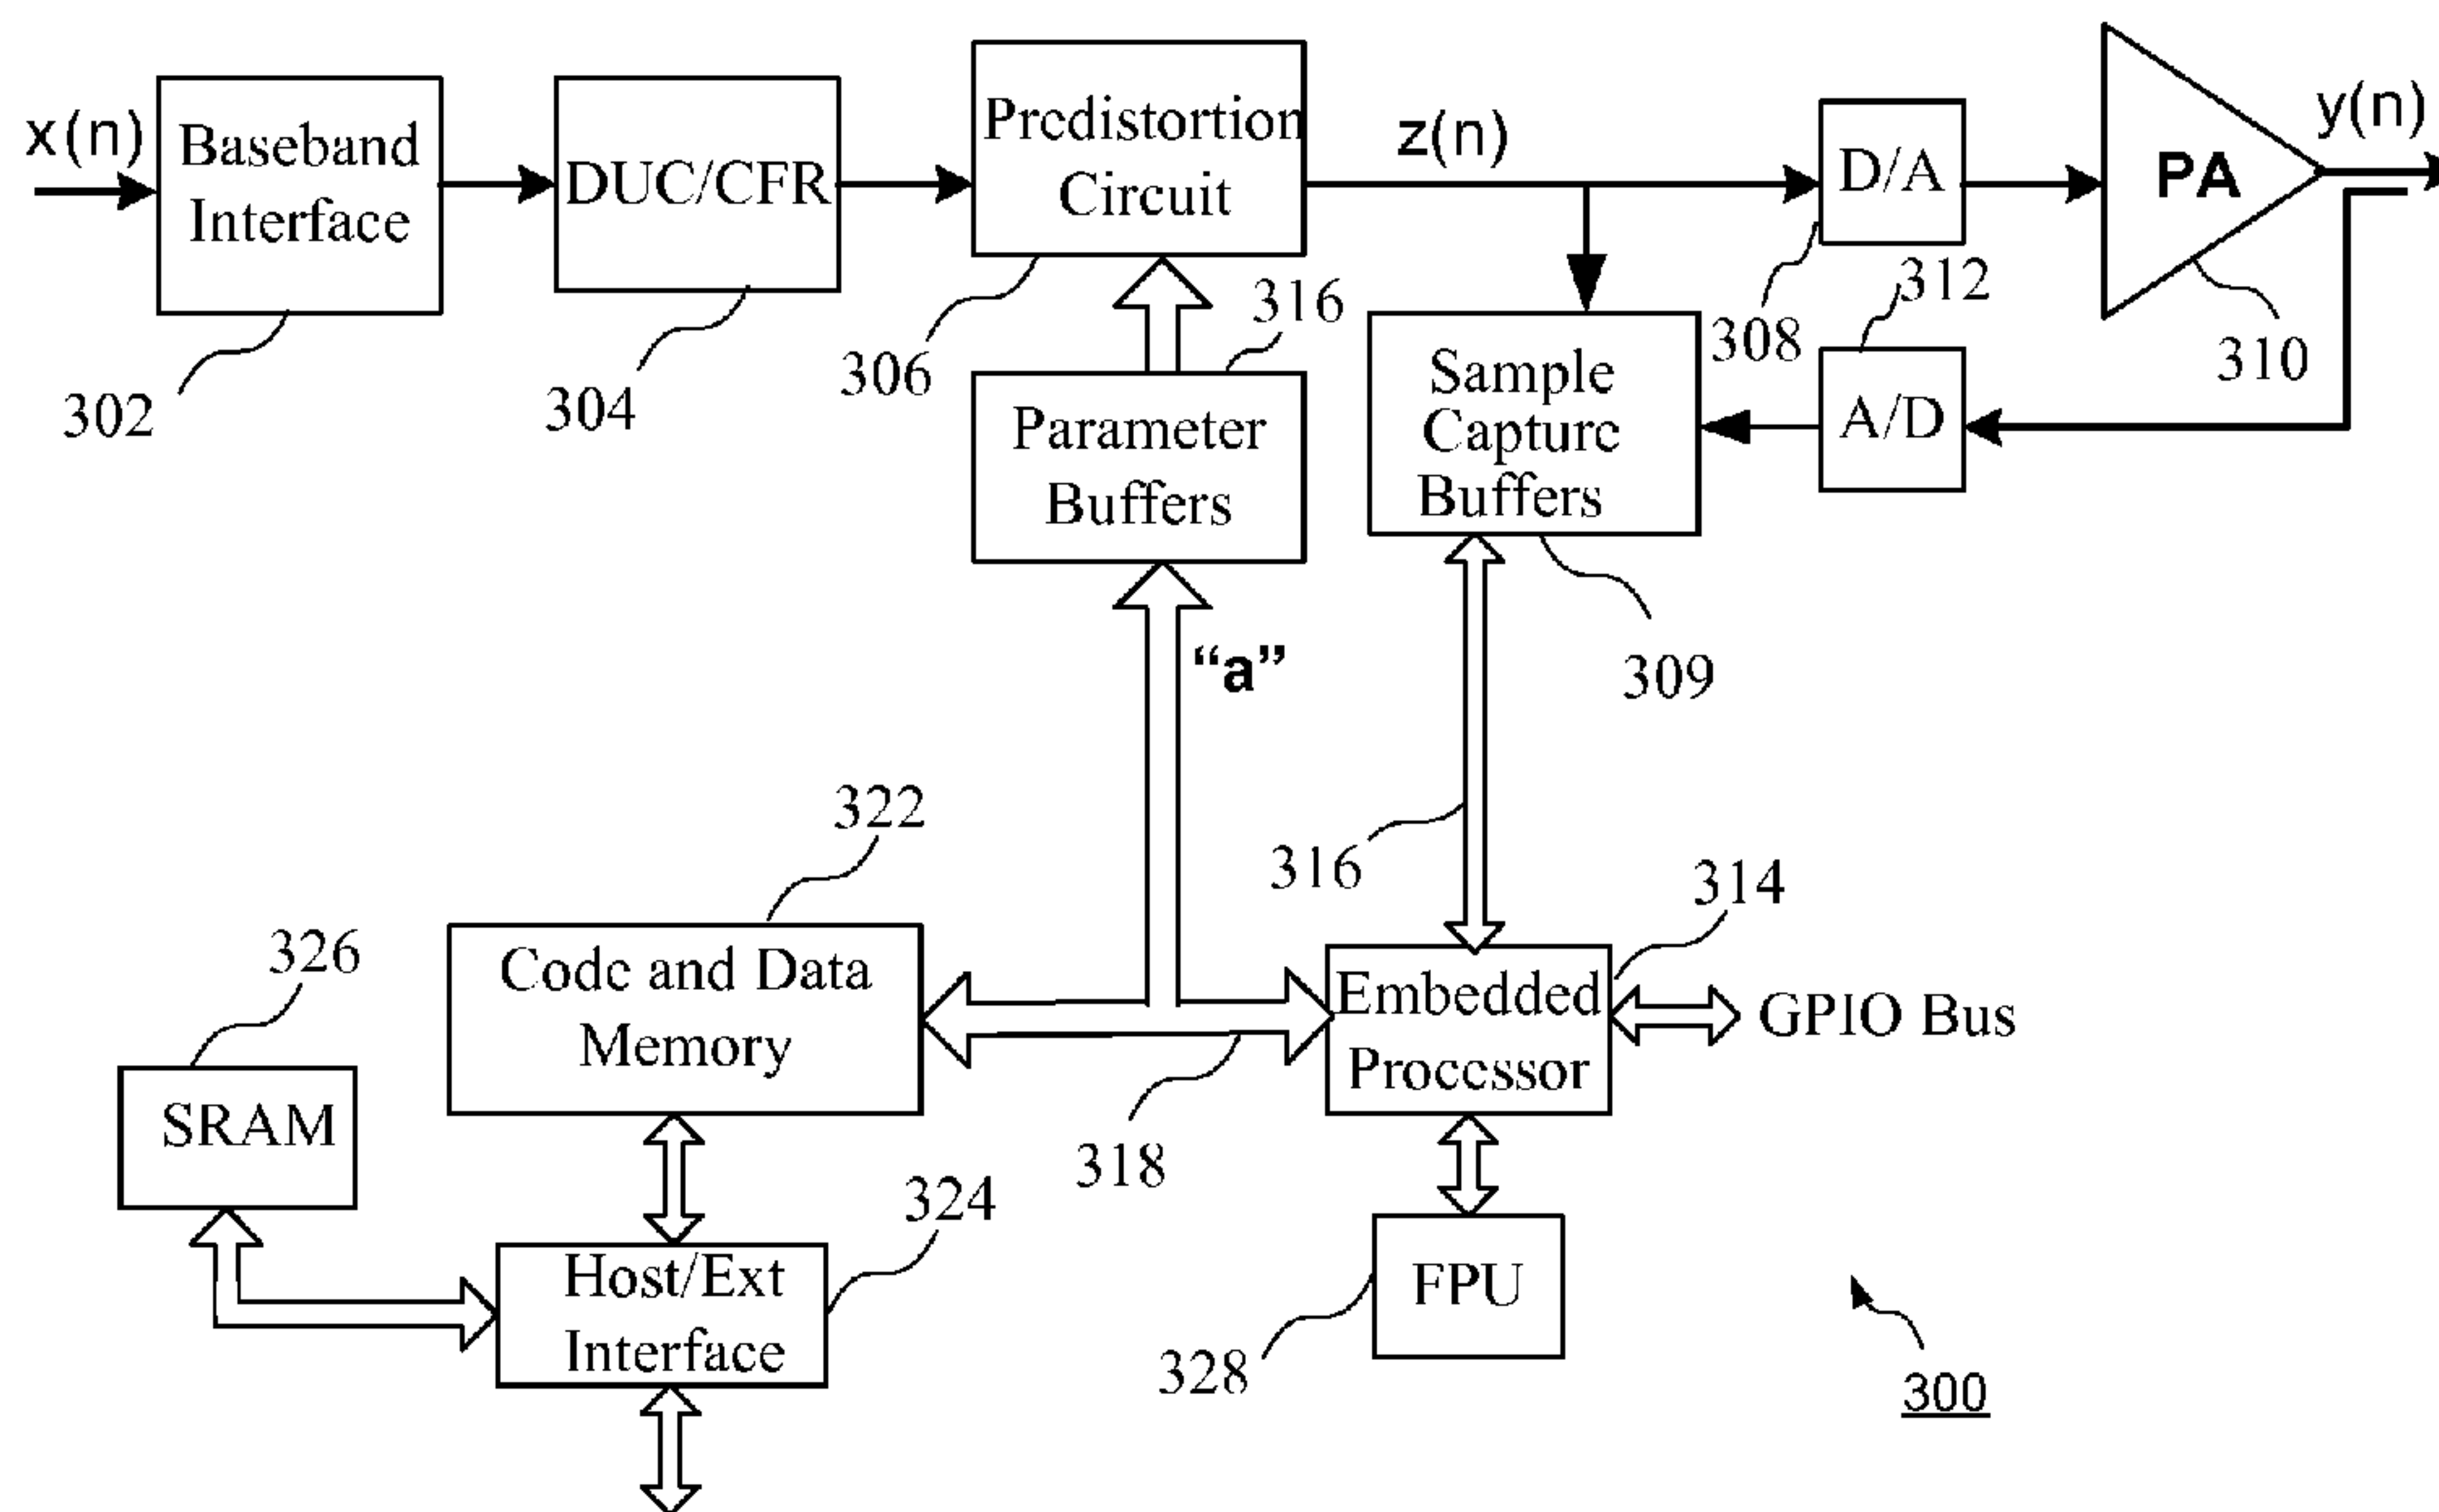 x(n)
Baseband
Interface
302
DUC/CFR
304
Predistortion
Circuit
306
z(n)
D/A
308
PA
310
y(n)
312
A/D
316
Parameter
Buffers
Sample
Capture
Buffers
309
“a”
316
322
Code and Data
Memory
314
Embedded
Processor
GPIO Bus
318
326
SRAM
324
Host/Ext
Interface
FPU
328
300